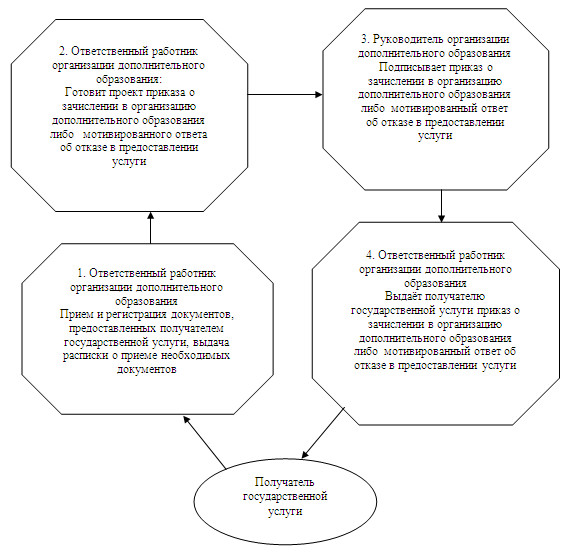 2. Ответственный работник
организации дополнительного
образования:
Готовит проект приказа о
зачислении в организацию
дополнительного образования
либо мотивированного ответа
об отказе в предоставлении
услуги
3. Руководитель организации
дополнительного образования
Подписывает приказ о
зачислении в организацию
дополнительного образования
либо мотивированный ответ
об отказе в предоставлении
услуги
1. Ответственный работник
организации дополнительного
образования
Прием и регистрация документов,
предоставленных получателем
государственной услуги, выдача
расписки о приеме необходимых
документов
4. Ответственный работник
организации дополнительного
образования
Выдаёт получателю
государственной услуги приказ о
зачислении в организацию
дополнительного образования
либо мотивированный ответ об
отказе в предоставлении услуги
Получатель
государственной
услуги